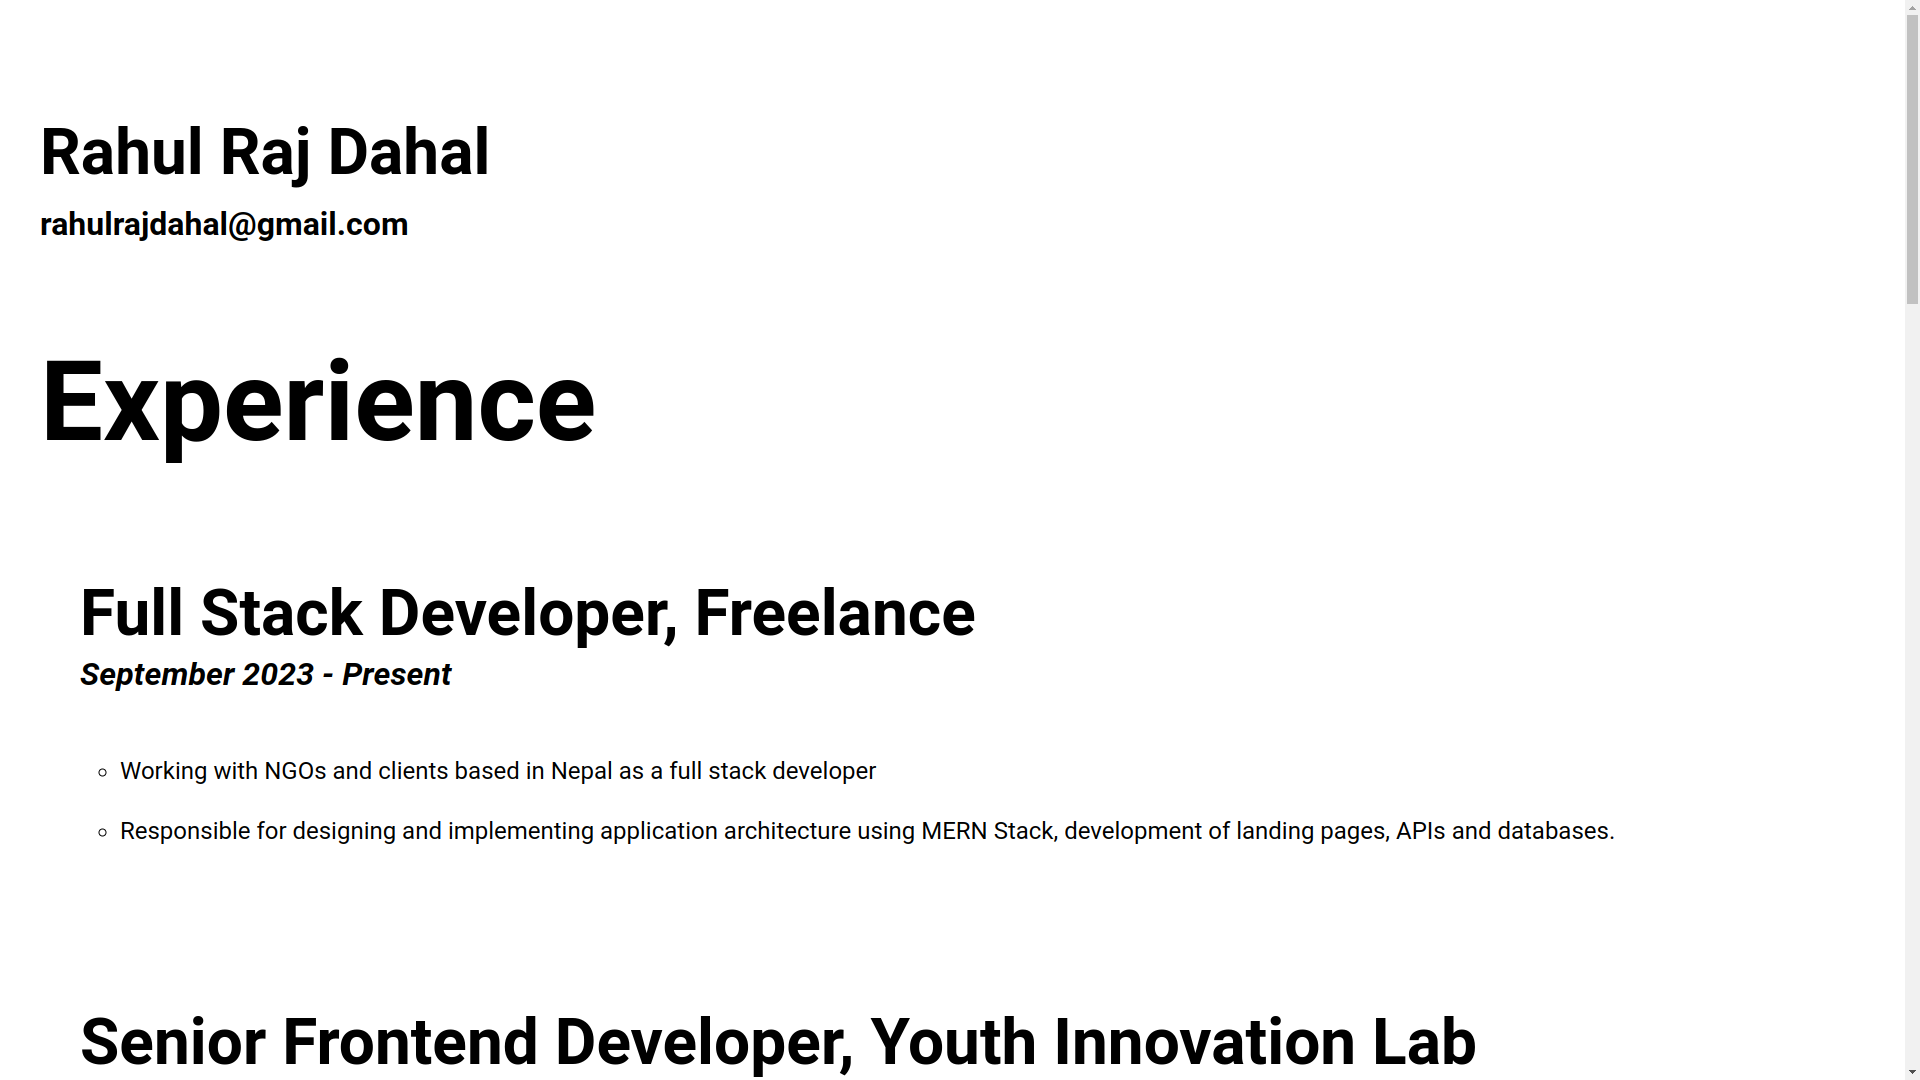 Rahul Raj Dahal
rahulrajdahal@gmail.com
Experience
Full Stack Developer, Freelance
September 2023 - Present
Working with NGOs and clients based in Nepal as a full stack developer
Responsible for designing and implementing application architecture using MERN Stack, development of landing pages, APIs and databases.
Senior Frontend Developer, Youth Innovation Lab